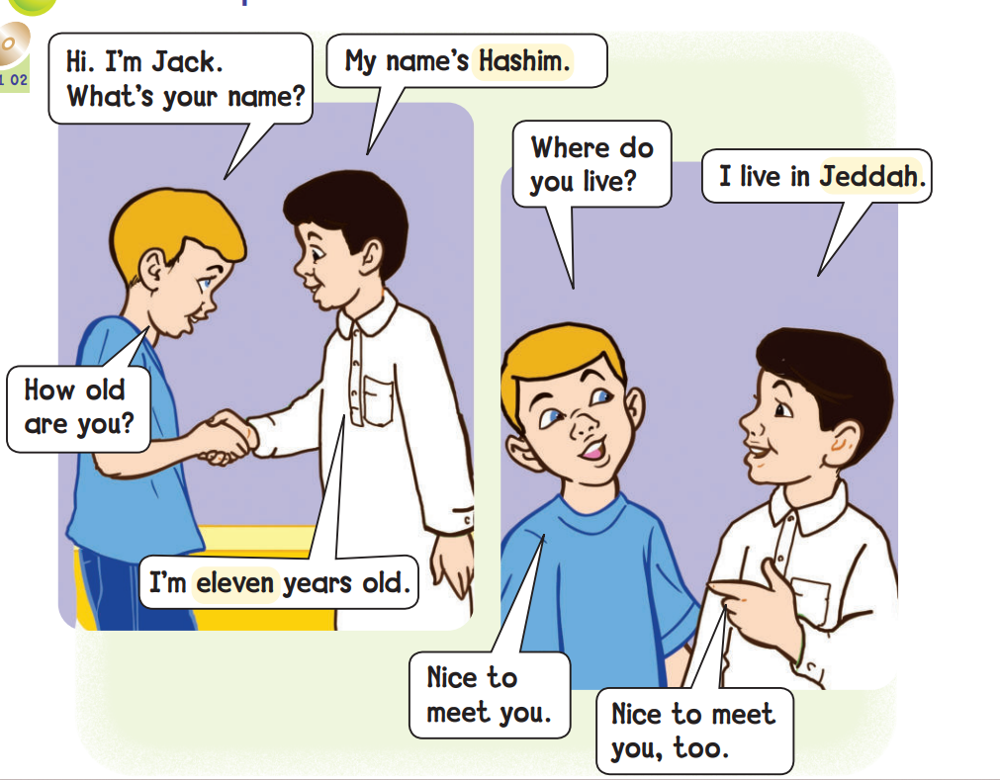 Hi. I'm Jack.
What's your name?
My name's Hashim.
How old
are you?
I'm eleven years old.
Where do
you live?
I live in Jeddah.
Nice to
meet you.
Nice to meet
you, too.